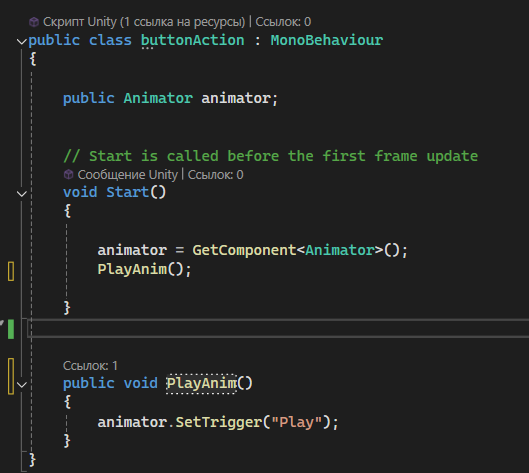 Скрипт Unity (1 ссылка на ресурсы) | Ссылок: 0
public class buttonAction : MonoBehaviour
{
public Animator animator;
// Start is called before the first frame update
Сообщение Unity | Ссылок: 0
void Start()
{
animator = GetComponent<Animator>();
PlayAnim();
}
Ссылок: 1
public void PlayAnim()
{
animator.SetTrigger("Play");
}
}